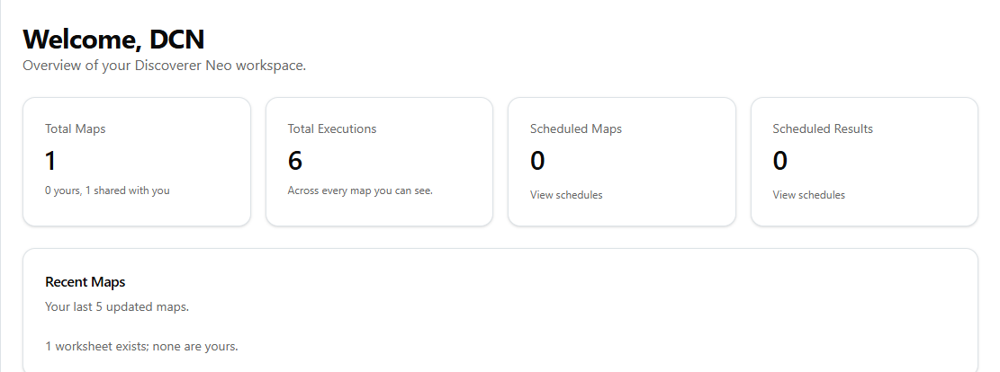 Welcome, DCN
Overview of your Discoverer Neo workspace.
Total Maps
1
0 yours, 1 shared with you
Total Executions
6
Across every map you can see.
Scheduled Maps
0
View schedules
Scheduled Results
0
View schedules
Recent Maps
Your last 5 updated maps.
1 worksheet exists; none are yours.